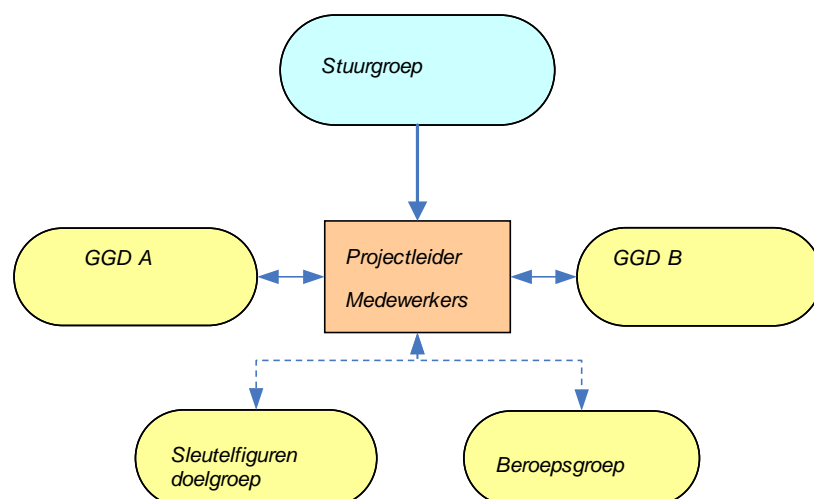 Stuurgroep
GGD A
Projectleider
Medewerkers
GGD B
Sleutelfiguren
doelgroep
Beroepsgroep